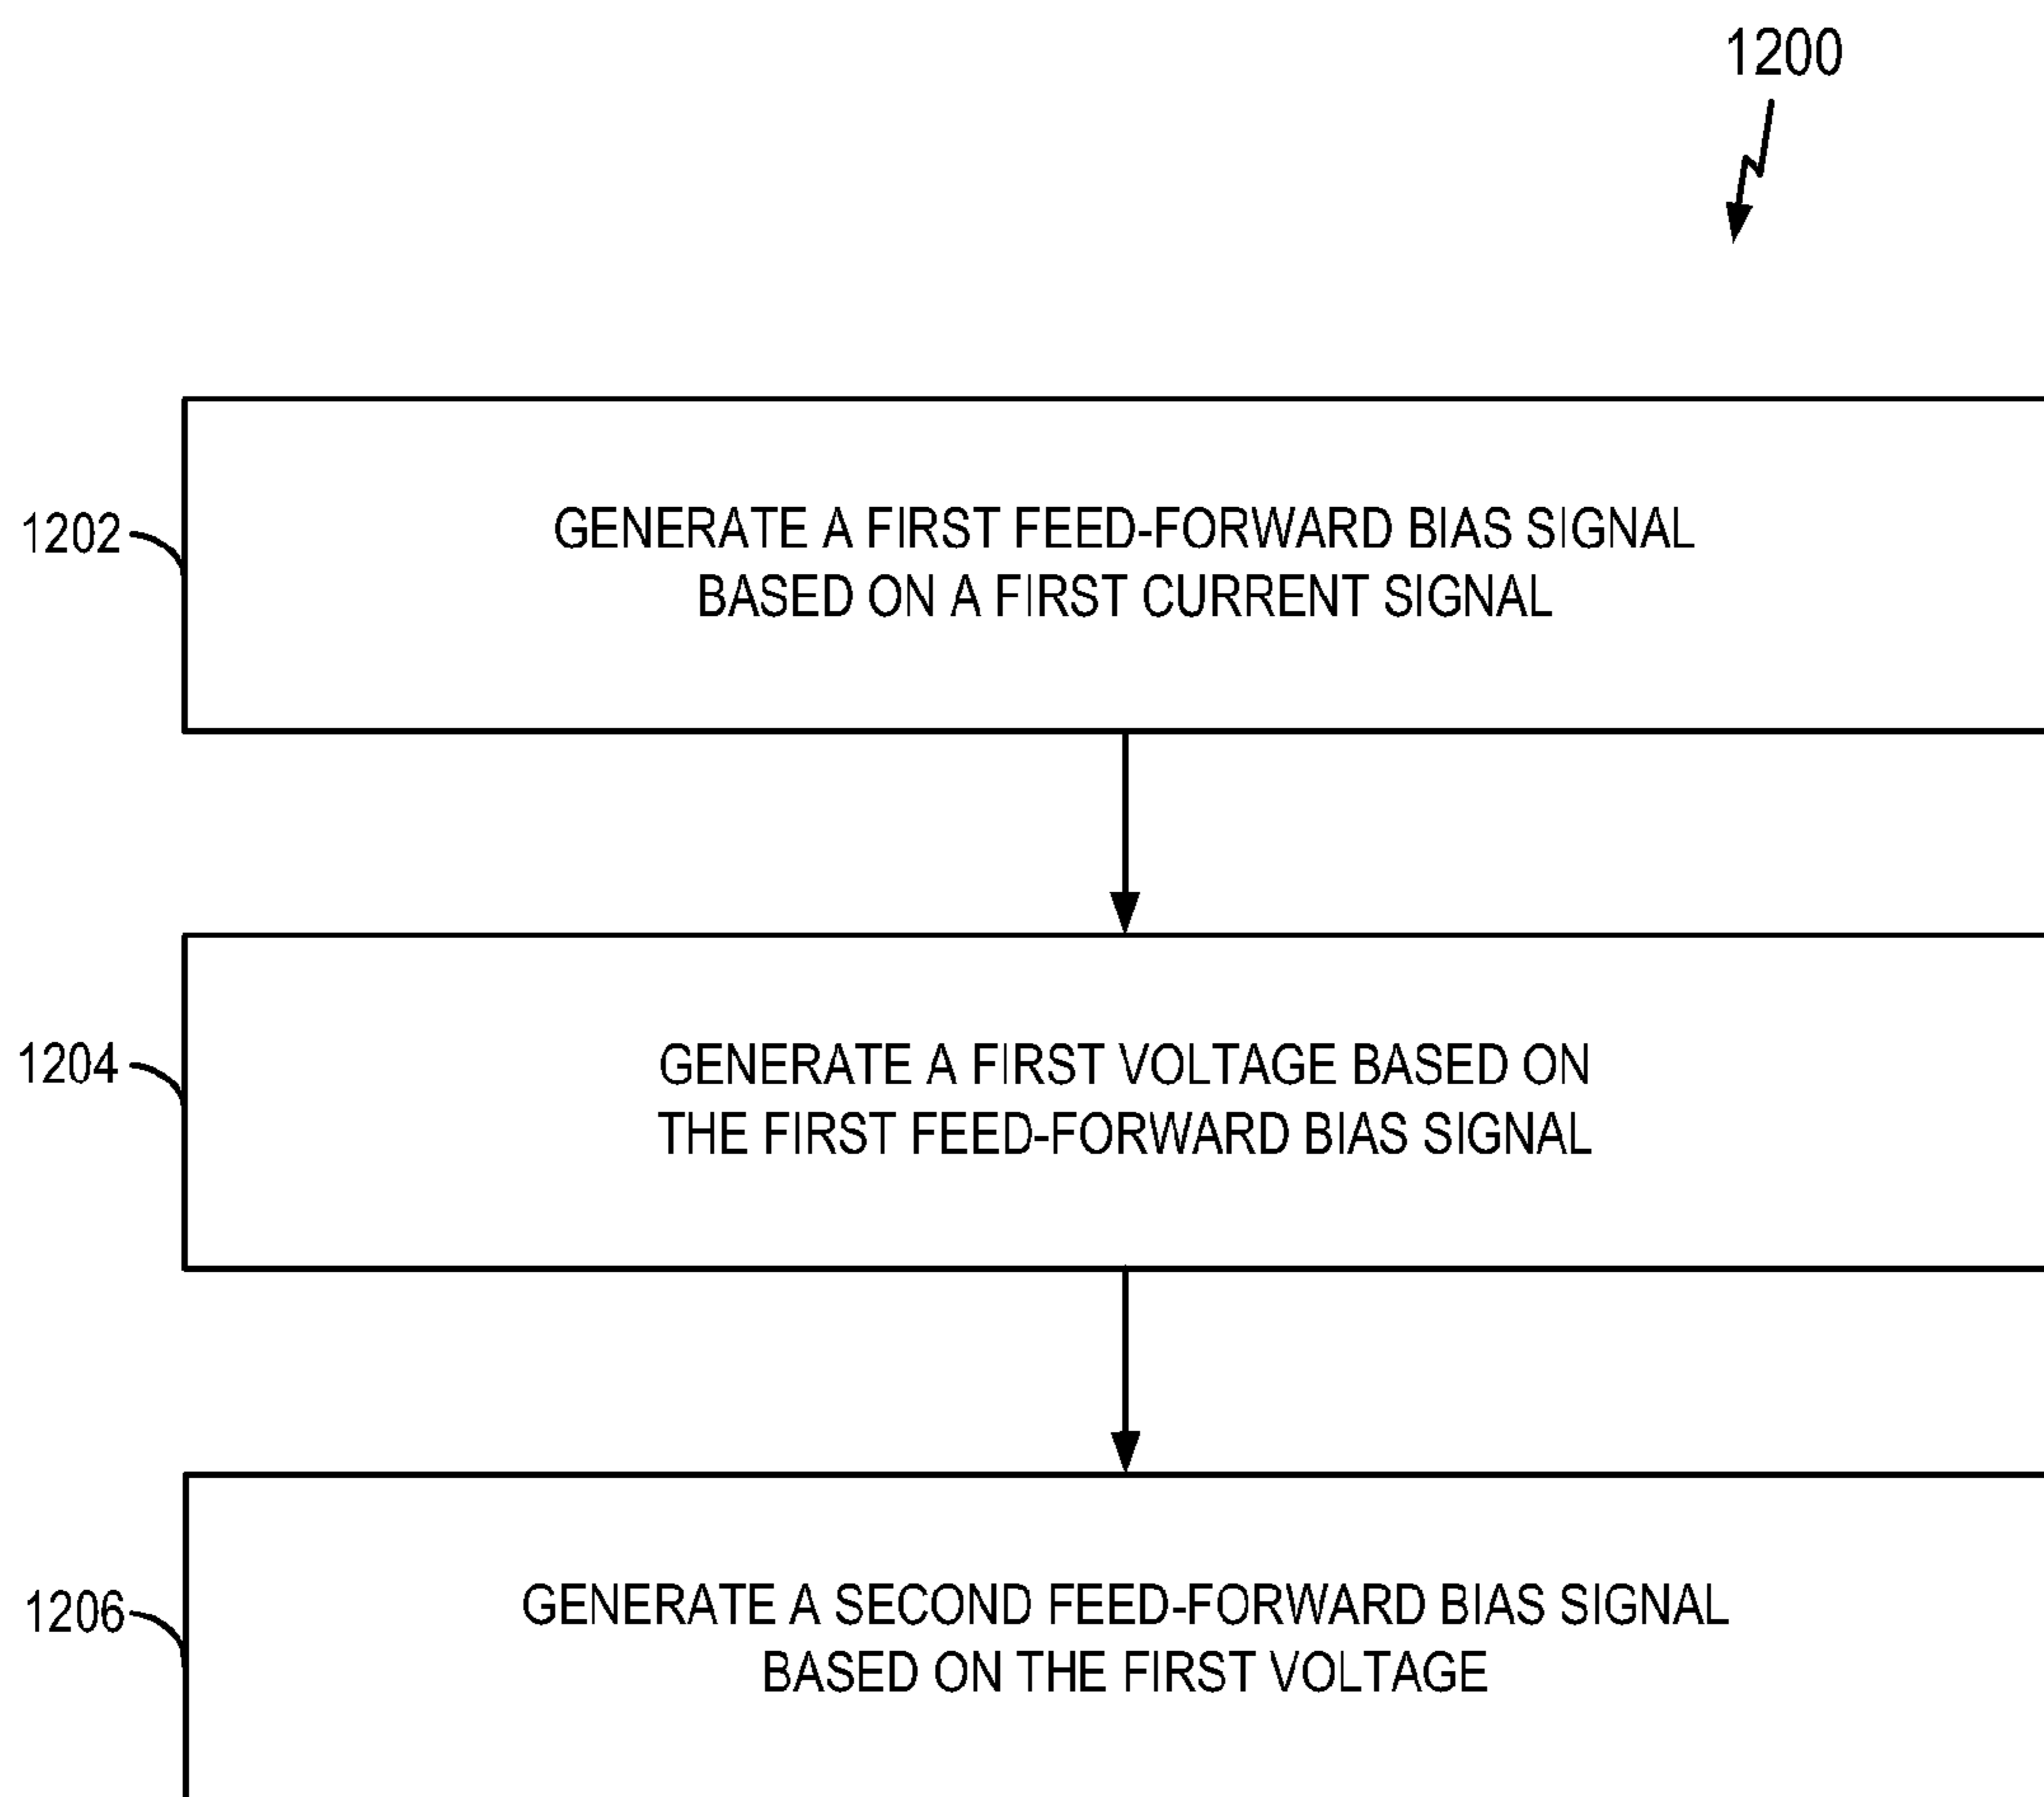 1200
1202
GENERATE A FIRST FEED-FORWARD BIAS SIGNAL
BASED ON A FIRST CURRENT SIGNAL
1204
GENERATE A FIRST VOLTAGE BASED ON
THE FIRST FEED-FORWARD BIAS SIGNAL
1206
GENERATE A SECOND FEED-FORWARD BIAS SIGNAL
BASED ON THE FIRST VOLTAGE